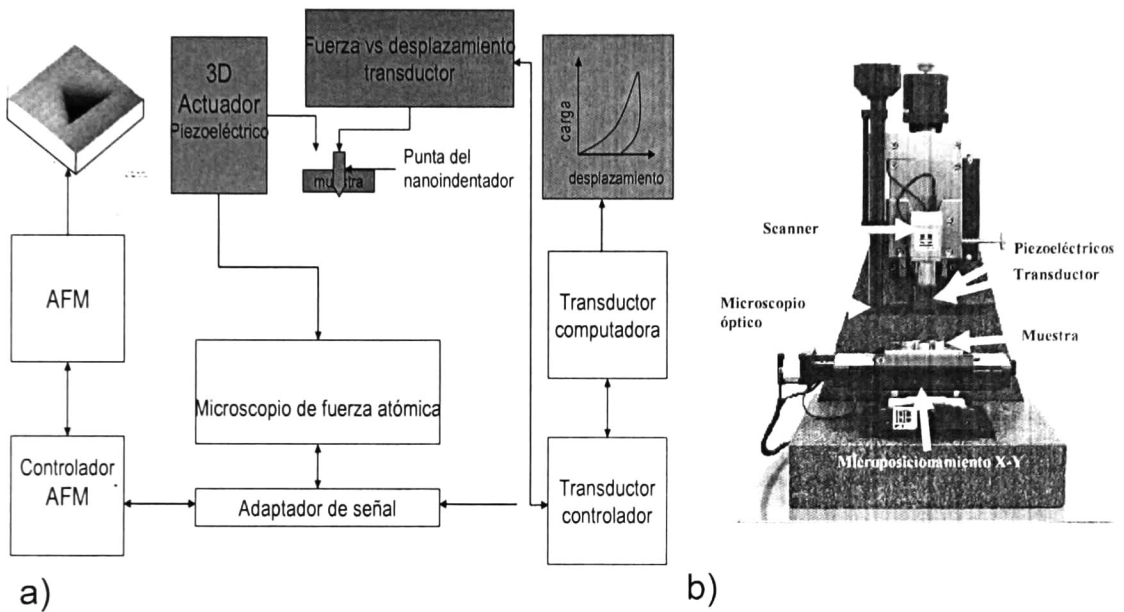 3D
Actuador
Piezoeléctrico
Fuerza vs desplazamiento
transductor
Punta del
nanoindentador
muestra
carga
desplazamiento
AFM
Transductor
computadora
Microscopio de fuerza atómica
Controlador
AFM
Adaptador de señal
Transductor
controlador
a)
Scanner
Piezoeléctricos
Transductor
Microscopio
óptico
Muestra
Microposicionamiento X-Y
b)